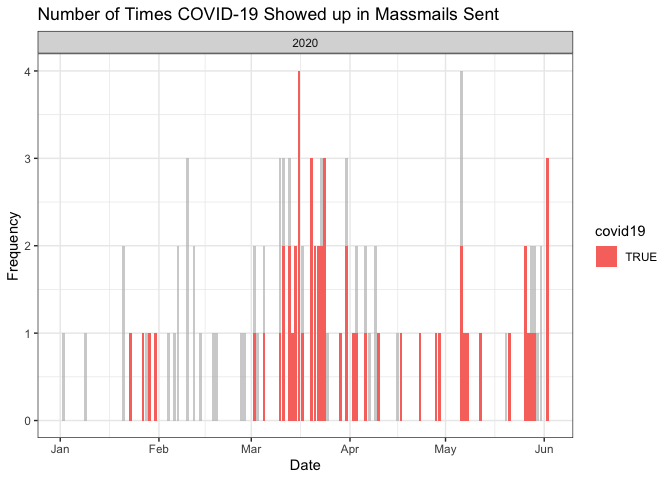 Number of Times COVID-19 Showed up in Massmails Sent
2020
4
3
2
1
0
Frequency
Jan Feb Mar Apr May Jun
Date
covid19
TRUE